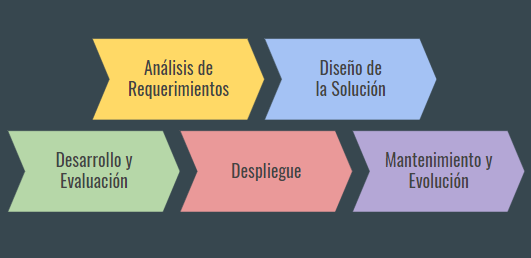 Análisis de
Requerimientos
Diseño de
la Solución
Desarrollo y
Evaluación
Despliegue
Mantenimiento y
Evolución